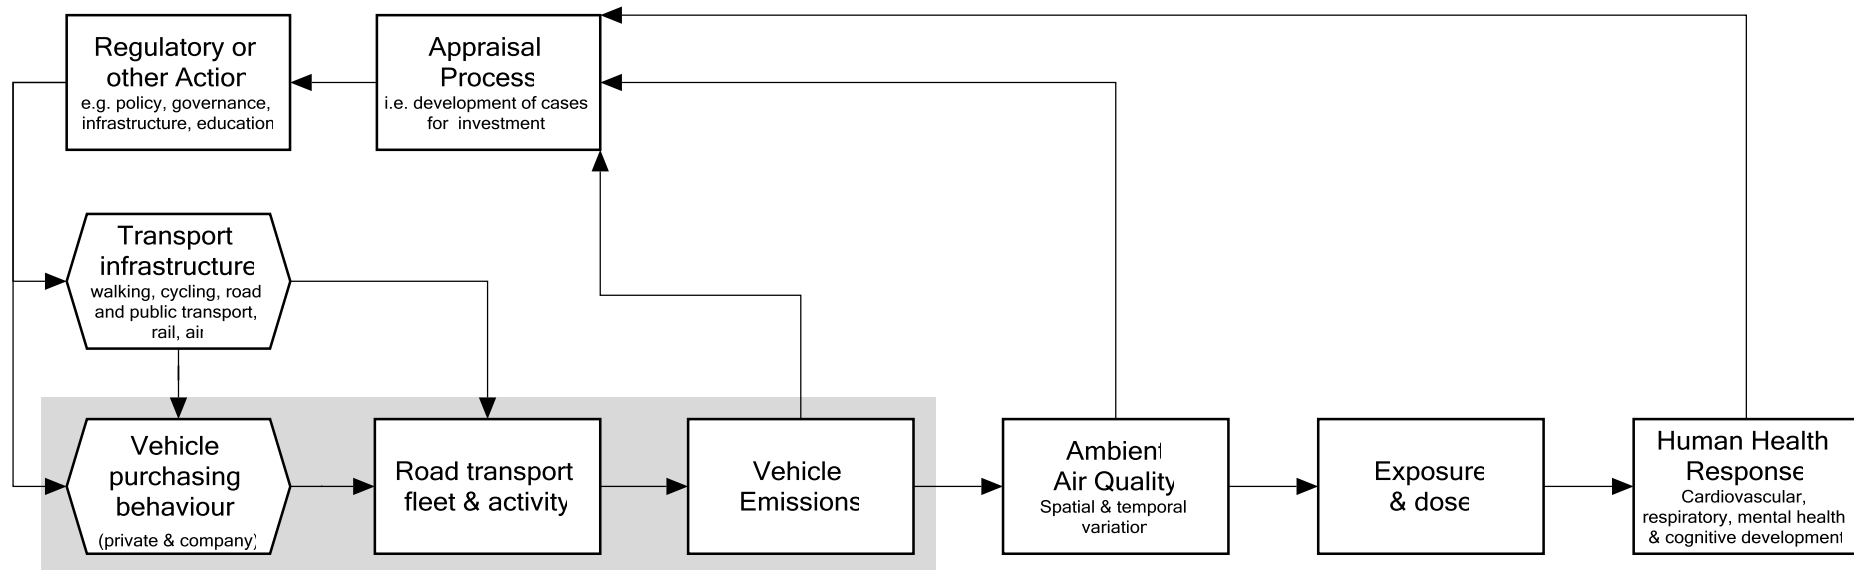 Regulatory or
other Action
e.g. policy, governance,
infrastructure, education
Appraisal
Process
i.e. development of cases
for investment
Transport
infrastructure
walking, cycling, road
and public transport,
rail, air
Vehicle
purchasing
behaviour
(private & company)
Road transport
fleet & activity
Vehicle
Emissions
Ambient
Air Quality
Spatial & temporal
variation
Exposure
& dose
Human Health
Response
Cardiovascular,
respiratory, mental health
& cognitive development